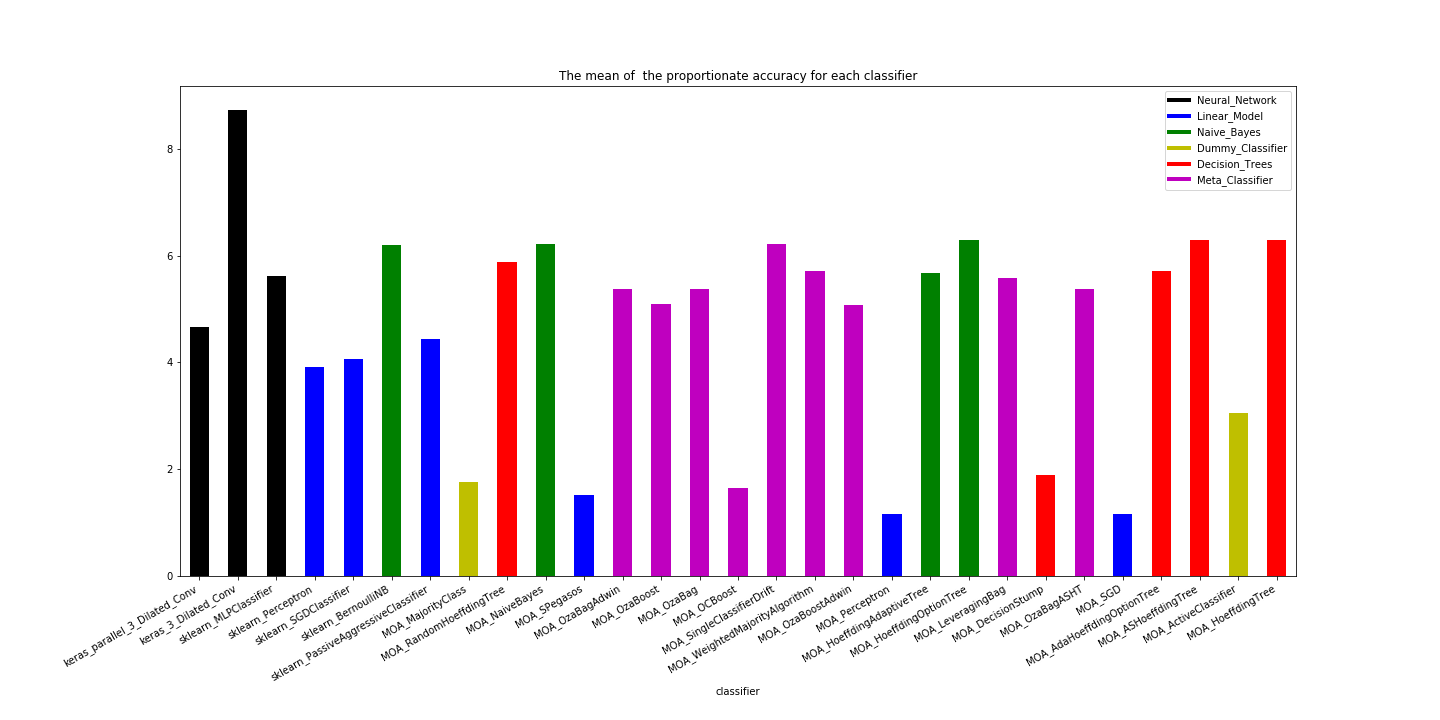 The mean of  the proportionate accuracy for each classifier
Neural_Network
Linear_Model
Naive_Bayes
Dummy_Classifier
Decision_Trees
Meta_Classifier
8
6
4
2
0
keras_parallel_3_Dilated_Conv
keras_3_Dilated_Conv
sklearn_MLPClassifier
sklearn_Perceptron
sklearn_SGDClassifier
sklearn_BernoulliNB
sklearn_PassiveAggressiveClassifier
MOA_MajorityClass
MOA_RandomHoeffdingTree
MOA_NaiveBayes
MOA_SPegasos
MOA_OzaBagAdwin
MOA_OzaBoost
MOA_OzaBag
MOA_OCBoost
MOA_SingleClassifierDrift
MOA_WeightedMajorityAlgorithm
MOA_OzaBoostAdwin
MOA_Perceptron
MOA_HoeffdingAdaptiveTree
MOA_HoeffdingOptionTree
MOA_LeveragingBag
MOA_DecisionStump
MOA_OzaBagASHT
MOA_SGD
MOA_AdaHoeffdingOptionTree
MOA_ASHoeffdingTree
MOA_ActiveClassifier
MOA_HoeffdingTree
classifier